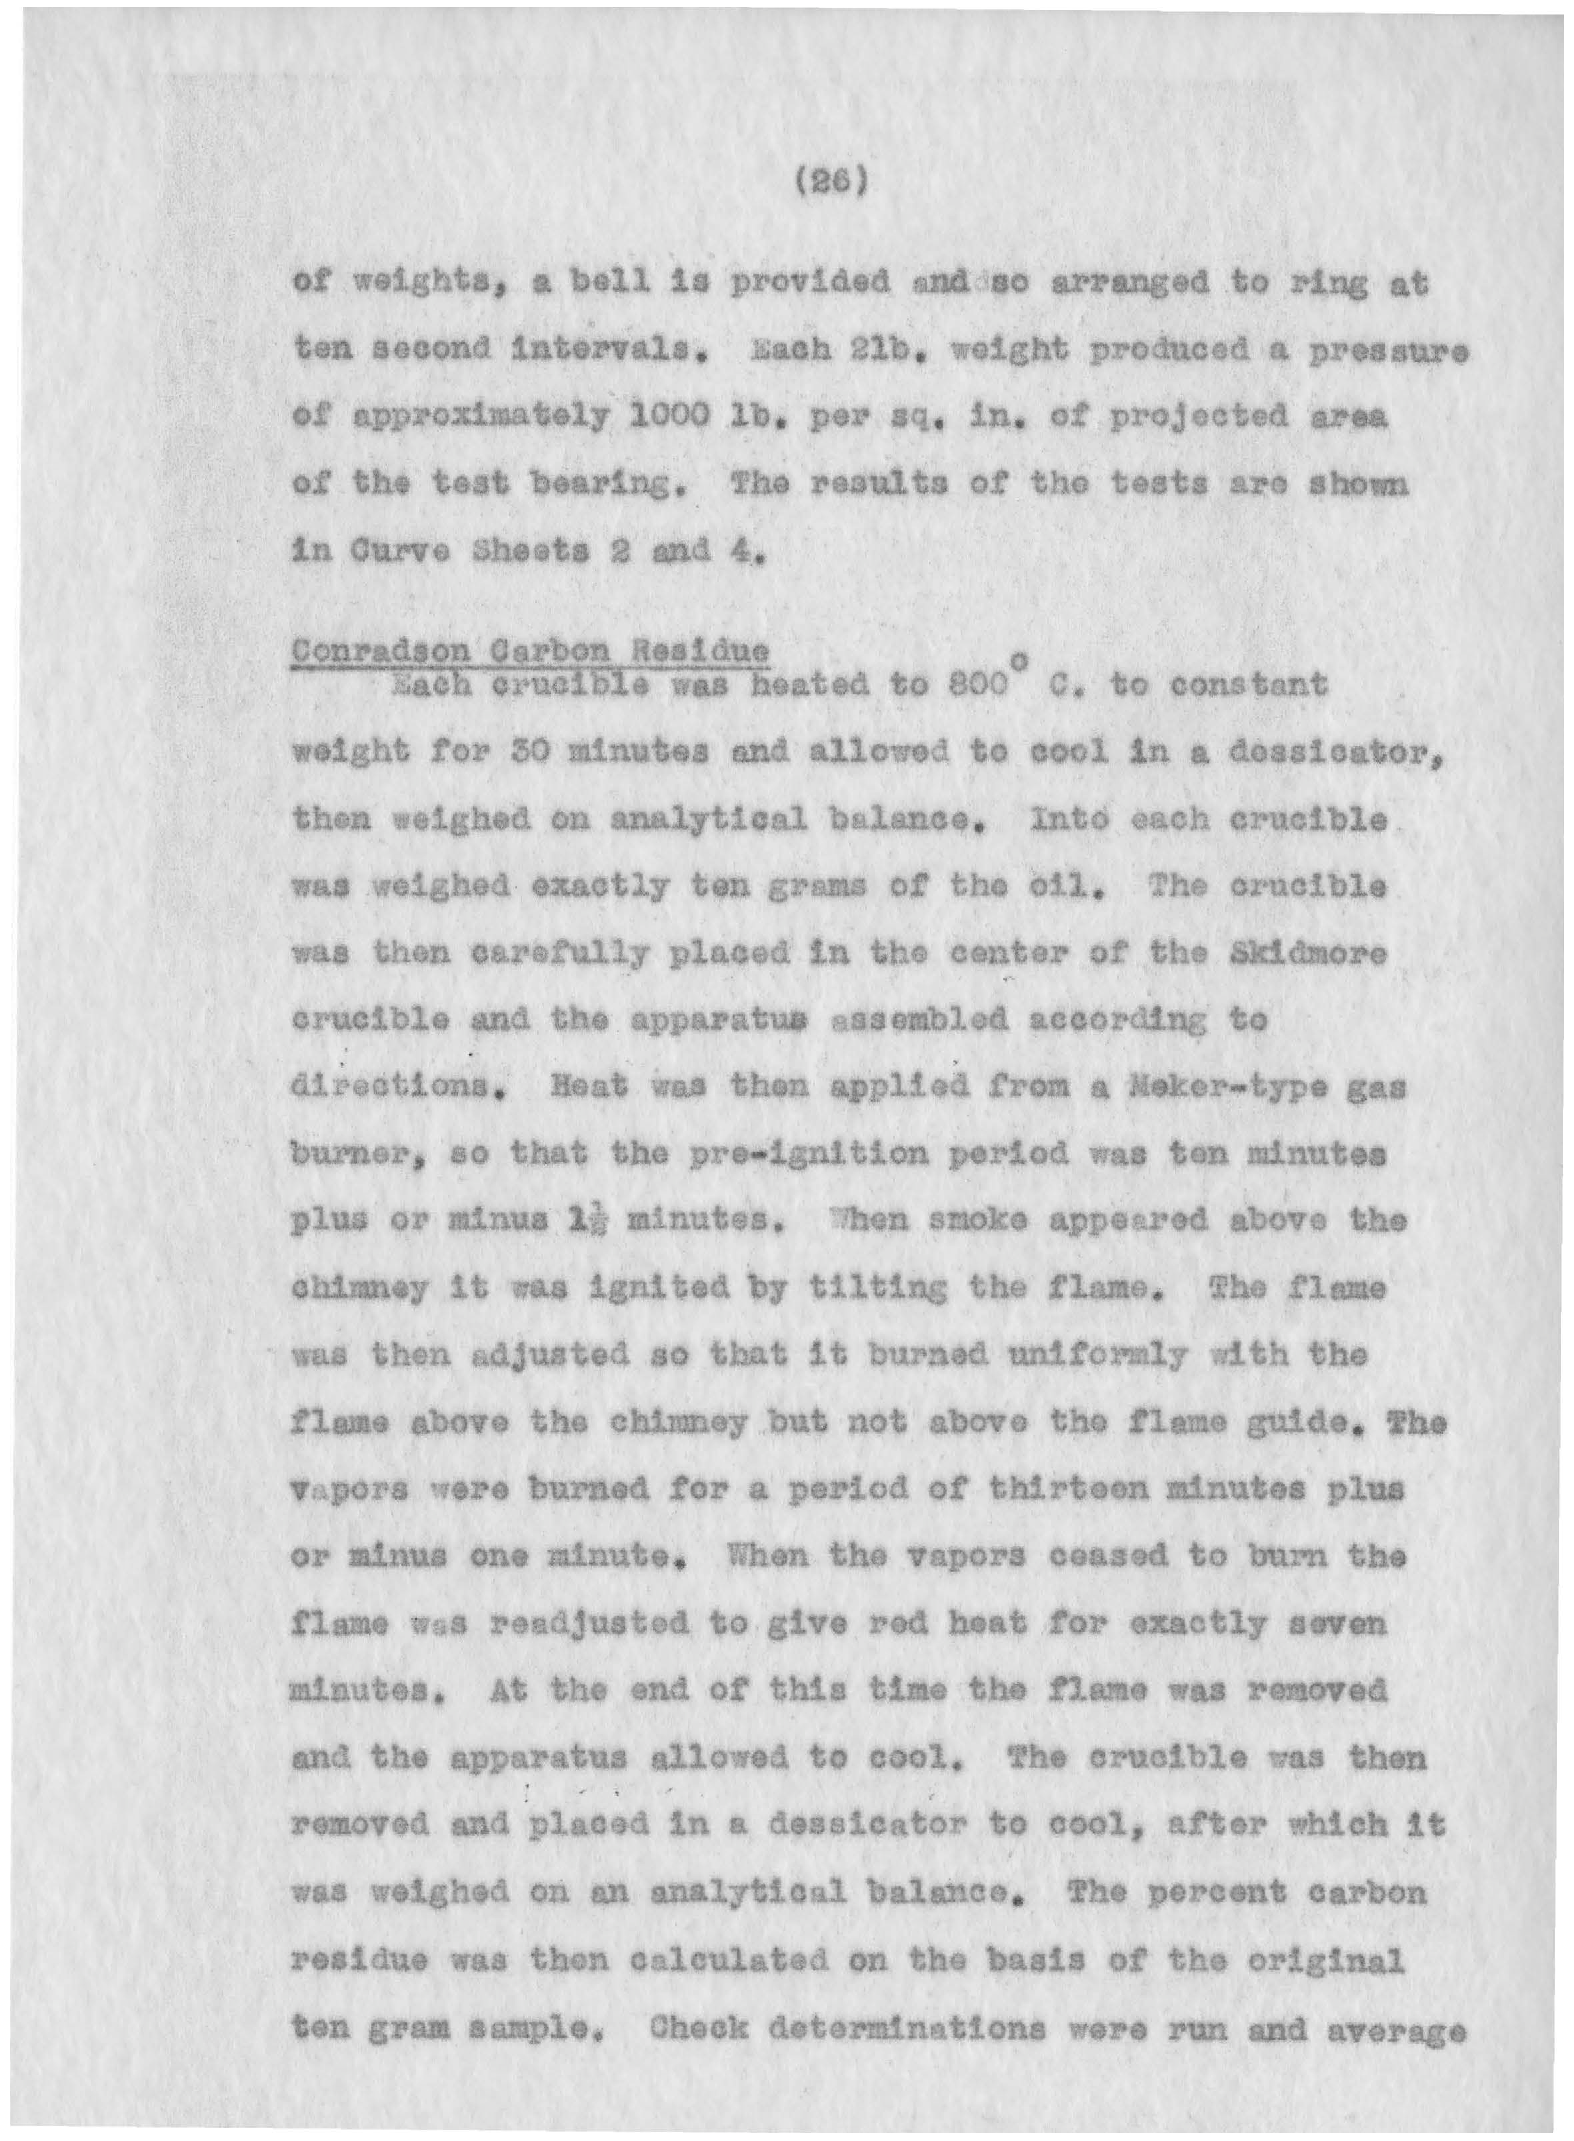 (26)
of weights, a bell is provided and so arranged to ring at
ten second intervals. Each 2lb. weight produced a pressure
of approximately 1000 lb. per sq. in. of projected area
of the test bearing. The results of the tests are shown
in Curve Sheets 2 and 4.
Conradson Carbon Residue
Each crucible was heated to 800° C. to constant
weight for 30 minutes and allowed to cool in a dessicator,
then weighed on analytical balance. Into each crucible
was weighed exactly ten grams of the oil. The crucible
was then carefully placed in the center of the Skidmore
crucible and the apparatus assembled according to
directions. Heat was then applied from a Meker-type gas
burner, so that the pre-ignition period was ten minutes
plus or minus 1½ minutes. When smoke appeared above the
chimney it was ignited by tilting the flame. The flame
was then adjusted so that it burned uniformly with the
flame above the chimney but not above the flame guide. The
vapors were burned for a period of thirteen minutes plus
or minus one minute. When the vapors ceased to burn the
flame was readjusted to give red heat for exactly seven
minutes. At the end of this time the flame was removed
and the apparatus allowed to cool. The crucible was then
removed and placed in a dessicator to cool, after which it
was weighed on an analytical balance. The percent carbon
residue was then calculated on the basis of the original
ten gram sample. Check determinations were run and average